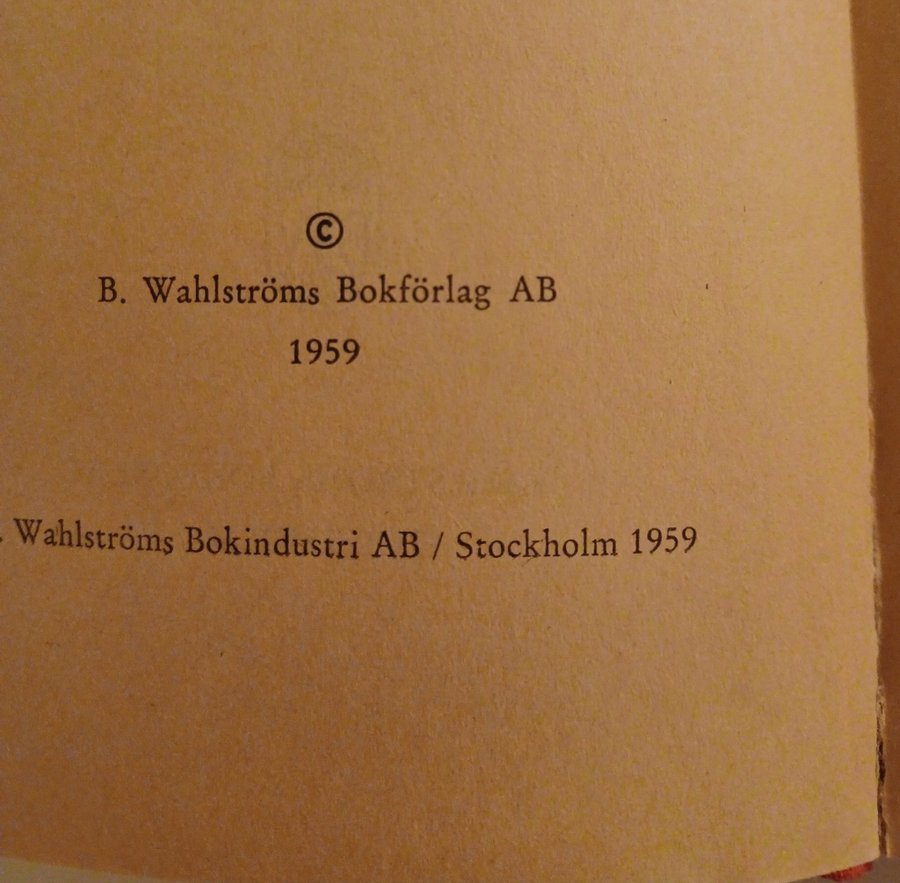 ©
B. Wahlströms Bokförlag AB
1959
. Wahlströms Bokindustri AB / Stockholm 1959